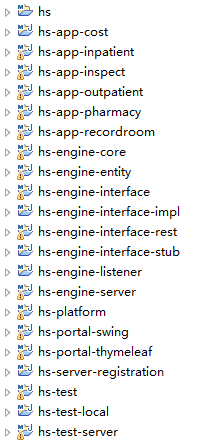 hs
hs-app-cost
hs-app-inpatient
hs-app-inspect
hs-app-outpatient
hs-app-pharmacy
hs-app-recordroom
hs-engine-core
hs-engine-entity
hs-engine-interface
hs-engine-interface-impl
hs-engine-interface-rest
hs-engine-interface-stub
hs-engine-listener
hs-engine-server
hs-platform
hs-portal-swing
hs-portal-thymeleaf
hs-server-registration
hs-test
hs-test-local
hs-test-server